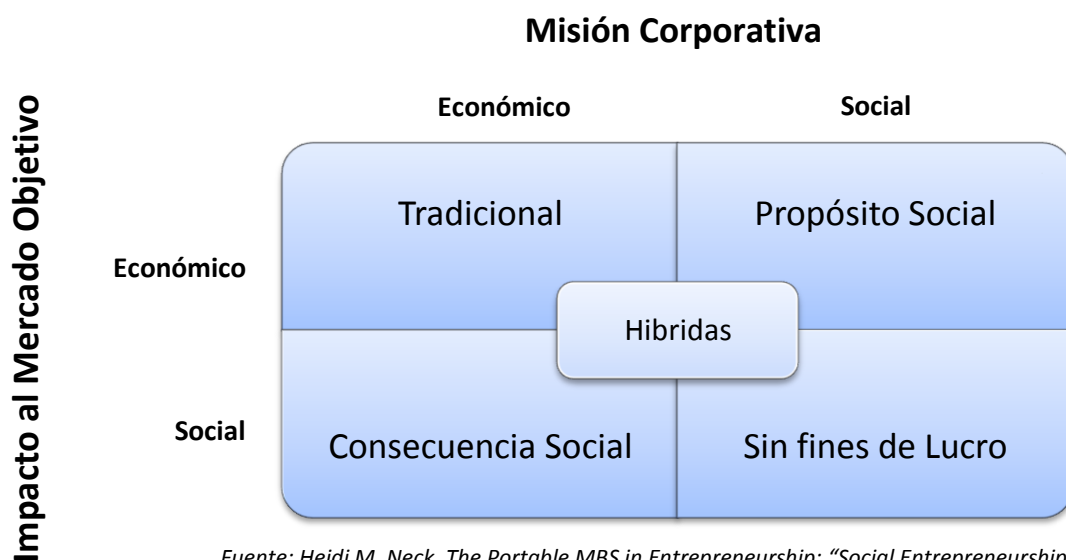 Misión Corporativa
Económico
Social
Impacto al Mercado Objetivo
Tradicional
Propósito Social
Económico
Hibridas
Social
Consecuencia Social
Sin fines de Lucro
Fuente: Heidi M. Neck, The Portable MBS in Entrepreneurship: "Social Entrepreneurship